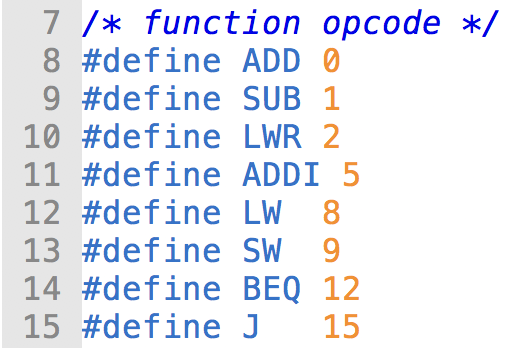 7 /* function opcode */
8 #define ADD 0
9 #define SUB 1
10 #define LWR 2
11 #define ADDI 5
12 #define LW  8
13 #define SW  9
14 #define BEQ 12
15 #define J   15